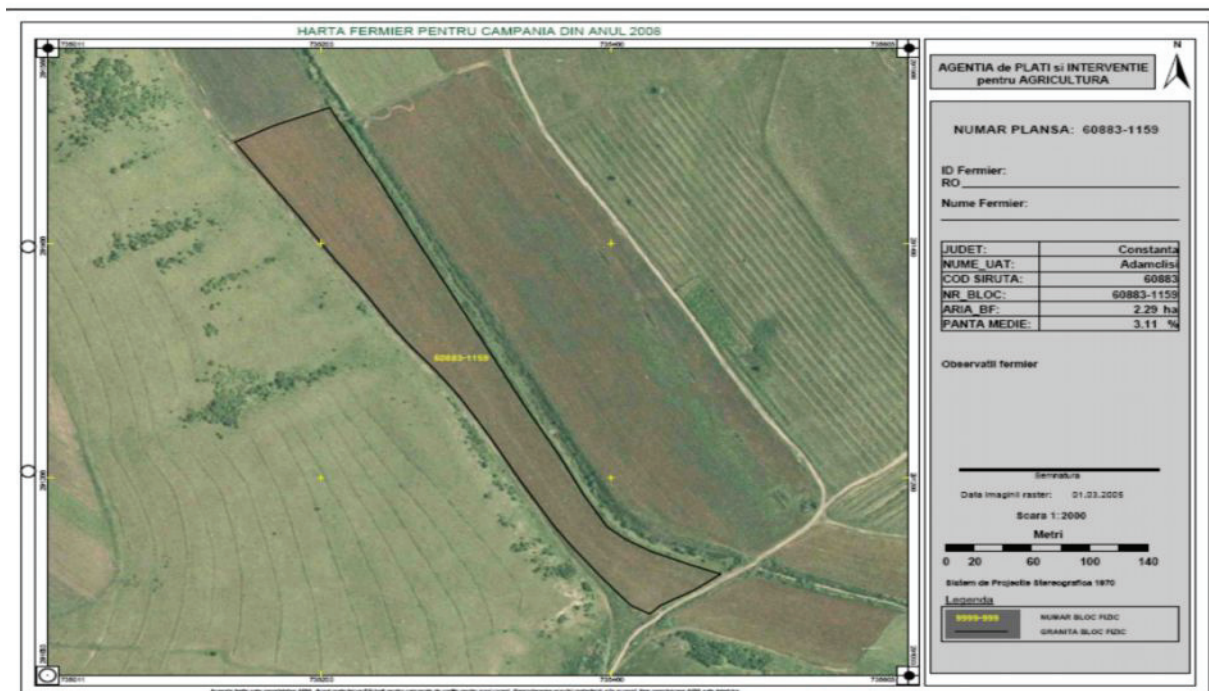 HARTA FERMIER PENTRU CAMPANIA DIN ANUL 2008
N
AGENTIA de PLATI si INTERVENTIE
pentru AGRICULTURA
NUMAR PLANSA: 60883-1159
ID Fermier:
RO
Nume Fermier:
JUDET: Constanta
NUME_UAT: Adamclisi
COD SIRUTA: 60883
NR_BLOC: 60883-1159
ARIA_BF: 2.29 ha
PANTA MEDIE: 3.11 %
60883-1159
Observatii fermier
Semnatura
Data imaginii raster: 01.03.2005
Scara 1:2000
Metri
0 20 60 100 140
Sistem de Projectie Stereografica 1970
Legenda
9999-999 NUMAR BLOC FIZIC
GRANITA BLOC FIZIC